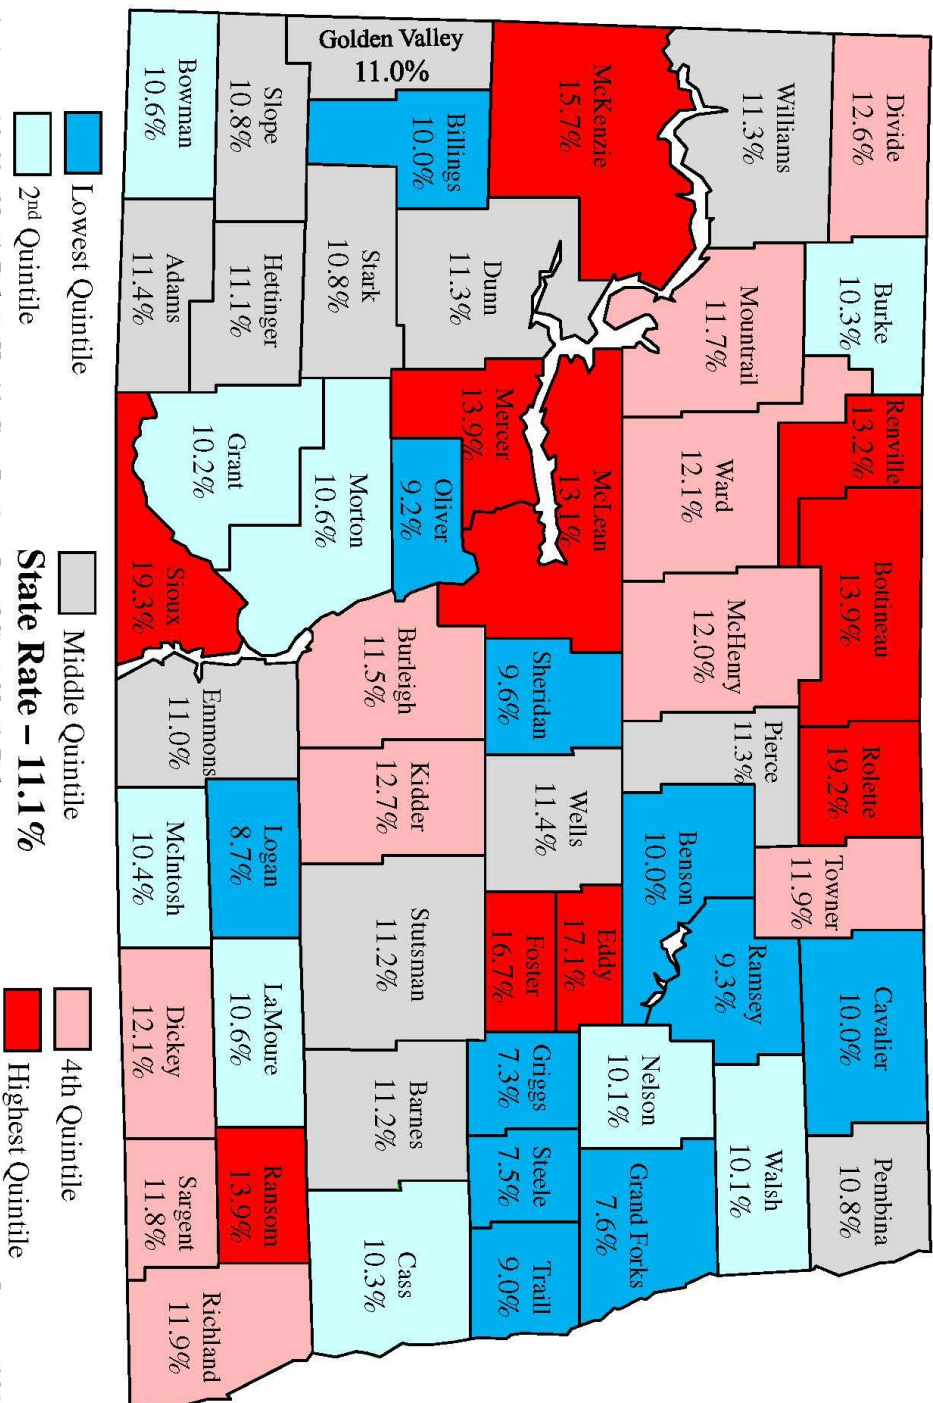 Divide
12.6%
Burke
10.3%
Renville
13.2%
Bottineau
13.9%
Rolette
19.2%
Towner
11.9%
Cavalier
10.0%
Pembina
10.8%
Williams
11.3%
Mountrail
11.7%
Ward
12.1%
McHenry
12.0%
Pierce
11.3%
Benson
10.0%
Ramsey
9.3%
Walsh
10.1%
Nelson
10.1%
Grand Forks
7.6%
McKenzie
15.7%
McLean
13.1%
Sheridan
9.6%
Wells
11.4%
Eddy
17.1%
Foster
16.7%
Griggs
7.3%
Steele
7.5%
Traill
9.0%
Golden Valley
11.0%
Billings
10.0%
Dunn
11.3%
Mercer
13.9%
Oliver
9.2%
Burleigh
11.5%
Kidder
12.7%
Stutsman
11.2%
Barnes
11.2%
Cass
10.3%
Stark
10.8%
Morton
10.6%
Slope
10.8%
Hettinger
11.1%
Grant
10.2%
Emmons
11.0%
Logan
8.7%
LaMoure
10.6%
Ransom
13.9%
Richland
11.9%
Bowman
10.6%
Adams
11.4%
Sioux
19.3%
McIntosh
10.4%
Dickey
12.1%
Sargent
11.8%
Lowest Quintile
Middle Quintile
4th Quintile
2nd Quintile
State Rate – 11.1%
Highest Quintile